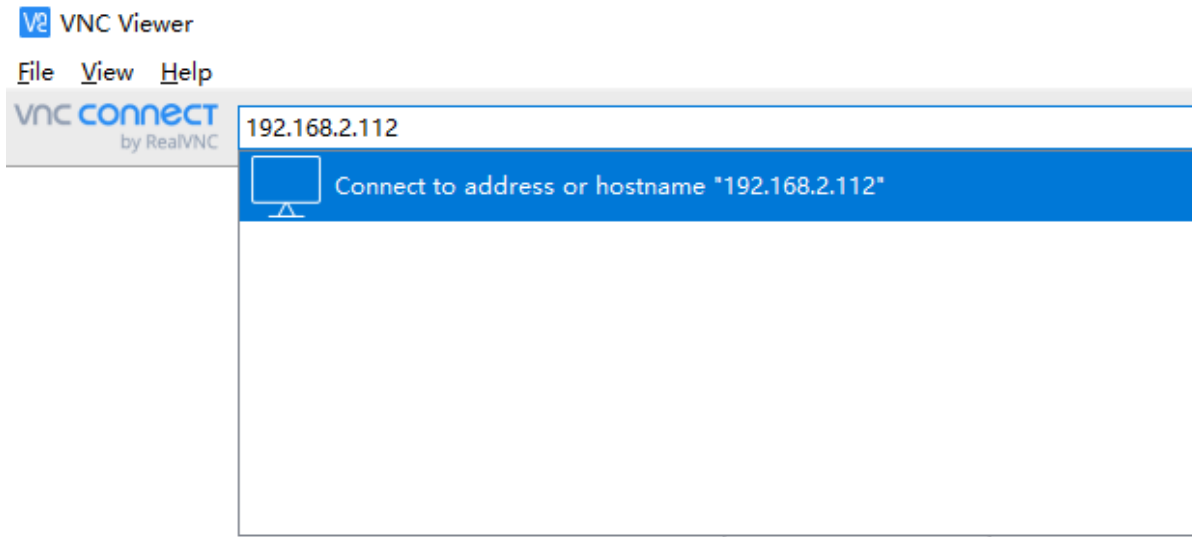 VNC Viewer
File View Help
vnc connect
by RealVNC
192.168.2.112
Connect to address or hostname "192.168.2.112"